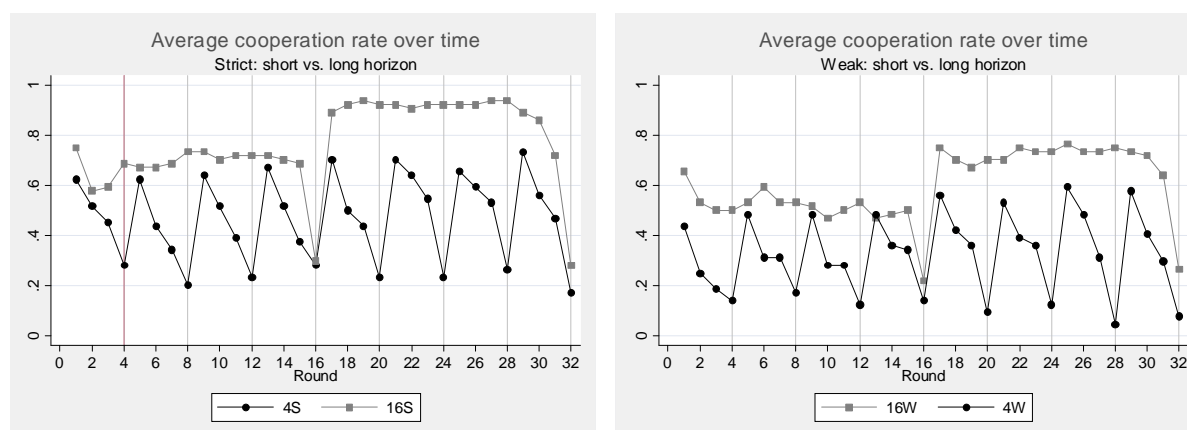 Average cooperation rate over time
Strict: short vs. long horizon
1
.8
.6
.4
.2
0
0 2 4 6 8 10 12 14 16 18 20 22 24 26 28 30 32
Round
4S 16S
Average cooperation rate over time
Weak: short vs. long horizon
1
.8
.6
.4
.2
0
0 2 4 6 8 10 12 14 16 18 20 22 24 26 28 30 32
Round
16W 4W